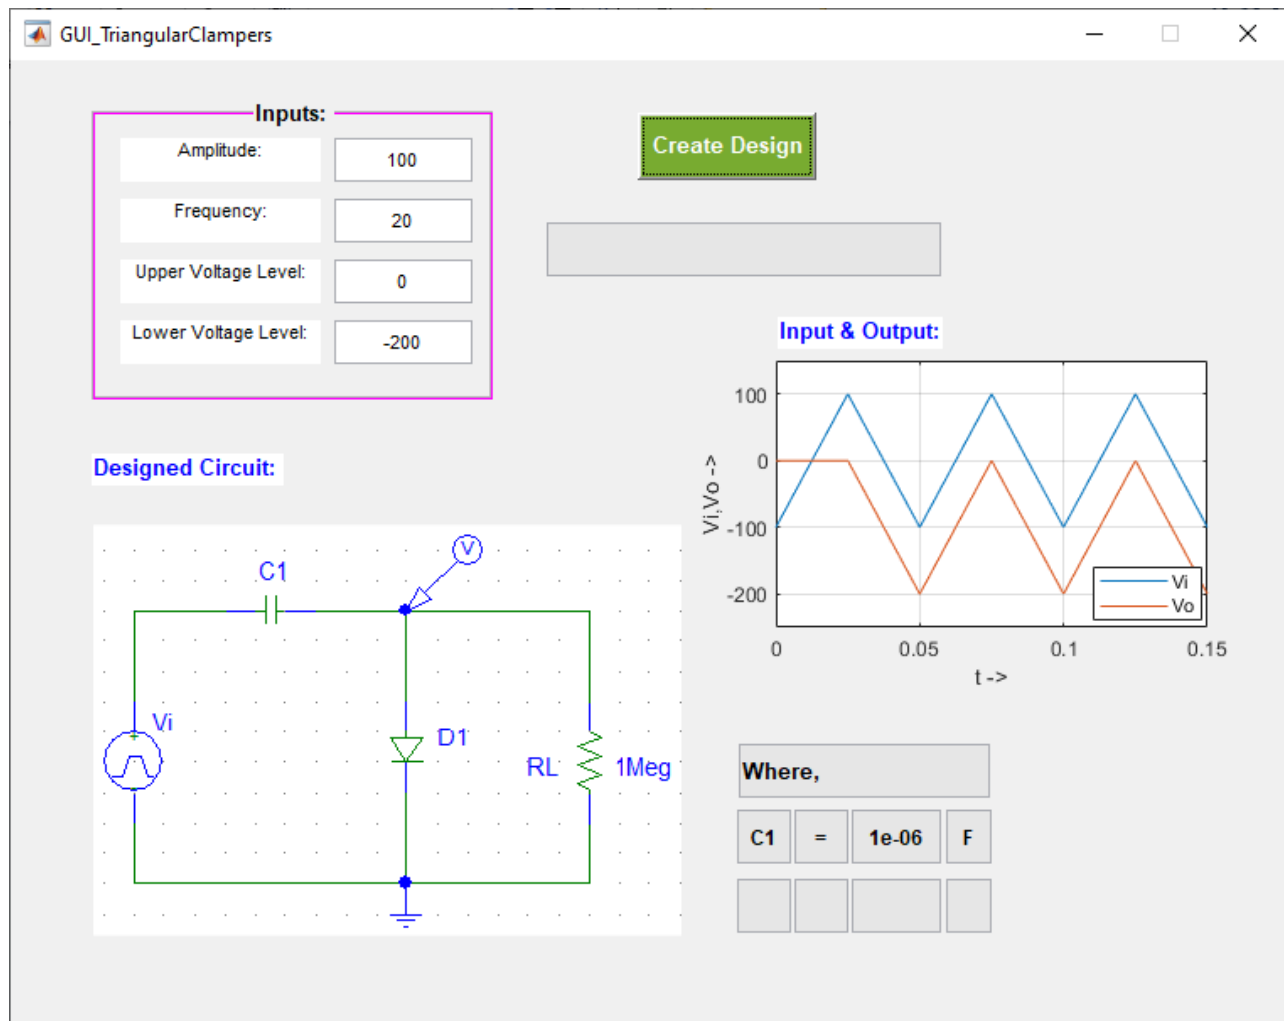 GUI_TriangularClampers
Inputs:
Amplitude:
100
Frequency:
20
Upper Voltage Level:
0
Lower Voltage Level:
-200
Create Design
Input & Output:
100
0
-100
-200
Vi,Vo ->
Vi
Vo
0
0.05
0.1
0.15
t ->
Designed Circuit:
V
C1
Vi
D1
RL
1Meg
Where,
C1 = 1e-06 F